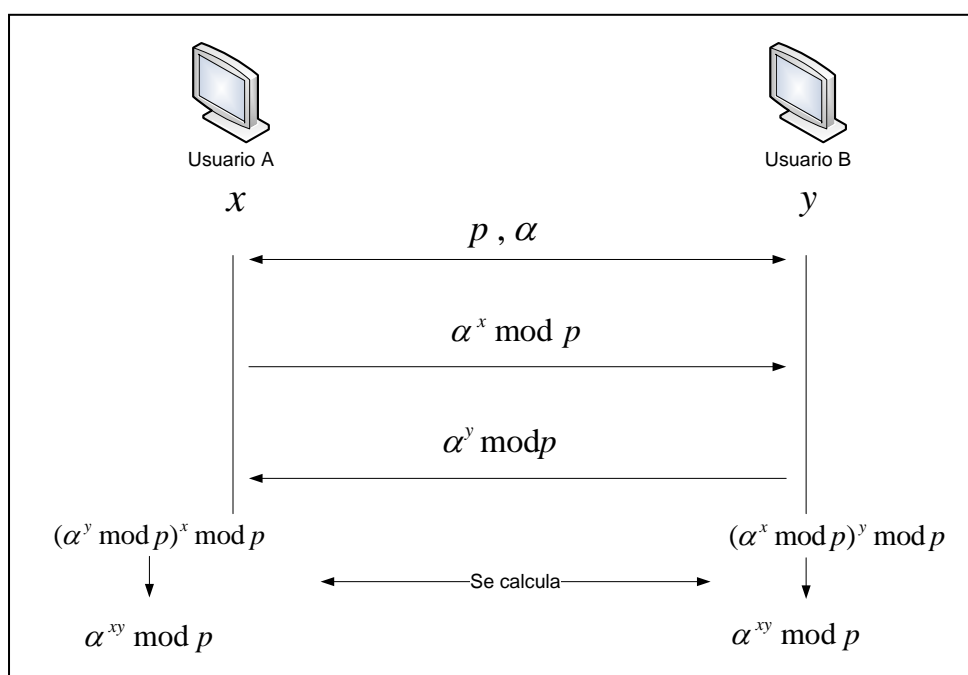 Usuario A Usuario B
x y
p , α
α^x mod p
α^y modp
(α^y mod p)^x mod p (α^x mod p)^y mod p
Se calcula
α^xy mod p α^xy mod p